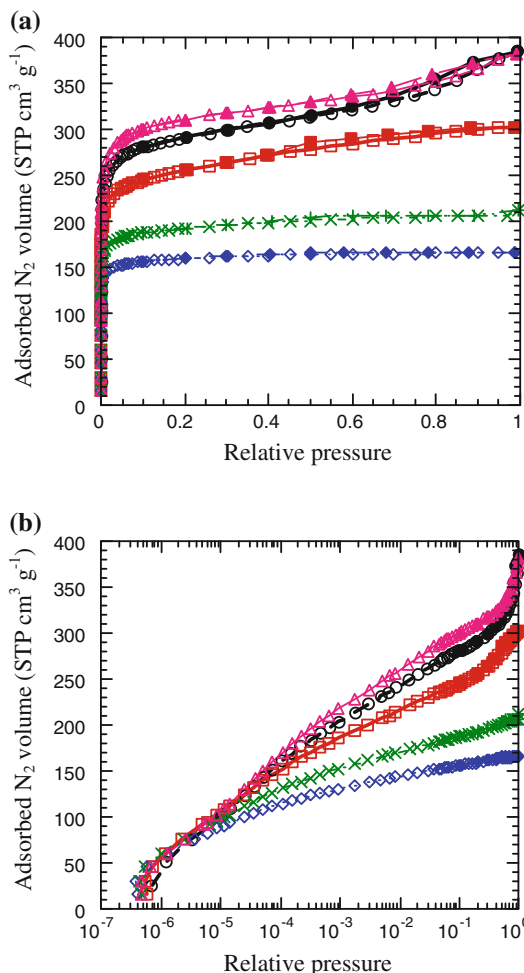 (a)
400
350
300
250
200
150
100
50
0
Adsorbed N₂ volume (STP cm³ g⁻¹)
0 0.2 0.4 0.6 0.8 1
Relative pressure
(b)
400
350
300
250
200
150
100
50
0
Adsorbed N₂ volume (STP cm³ g⁻¹)
10⁻⁷ 10⁻⁶ 10⁻⁵ 10⁻⁴ 10⁻³ 10⁻² 10⁻¹ 10⁰
Relative pressure